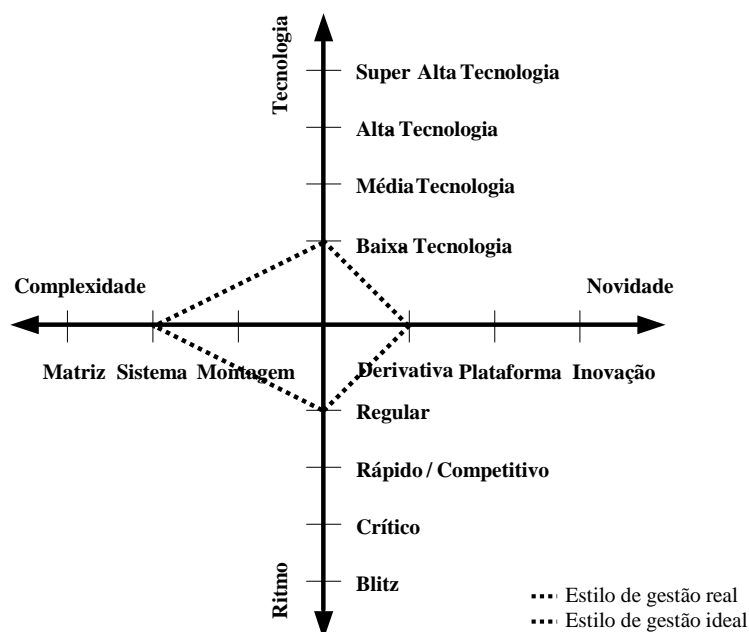 Tecnologia
Super Alta Tecnologia
Alta Tecnologia
Média Tecnologia
Baixa Tecnologia
Complexidade
Novidade
Matriz Sistema Montagem Derivativa Plataforma Inovação
Regular
Rápido / Competitivo
Crítico
Blitz
Ritmo
Estilo de gestão real
Estilo de gestão ideal